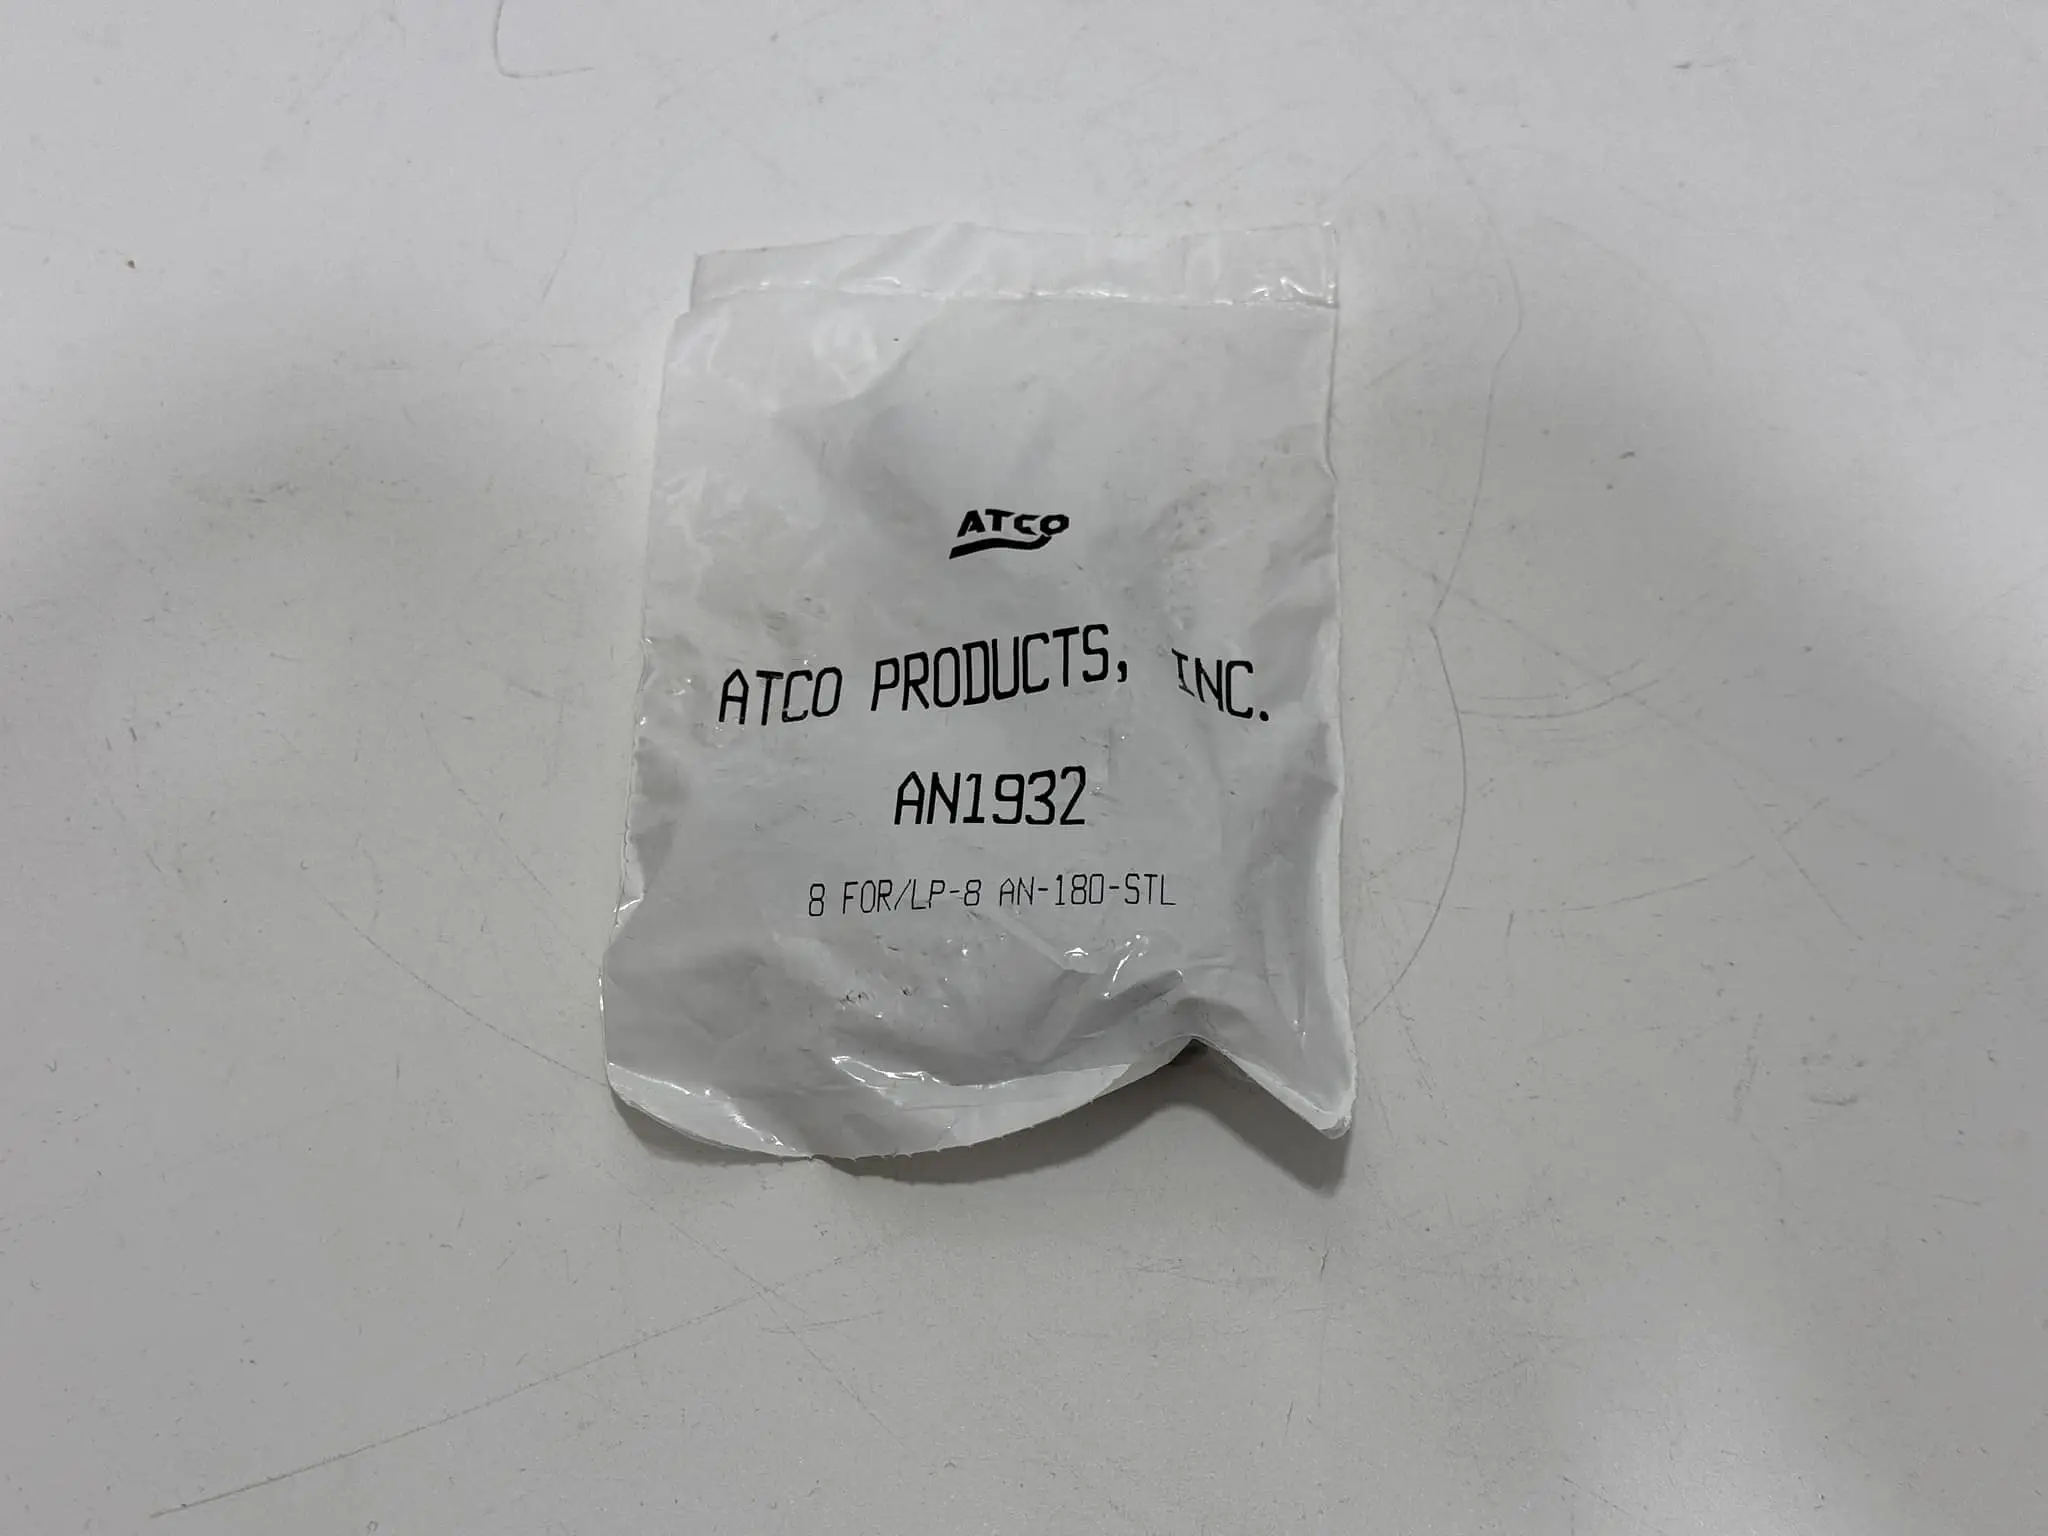 ATCO
ATCO PRODUCTS, INC.
AN1932
8 FOR/LP-8 AN-180-STL